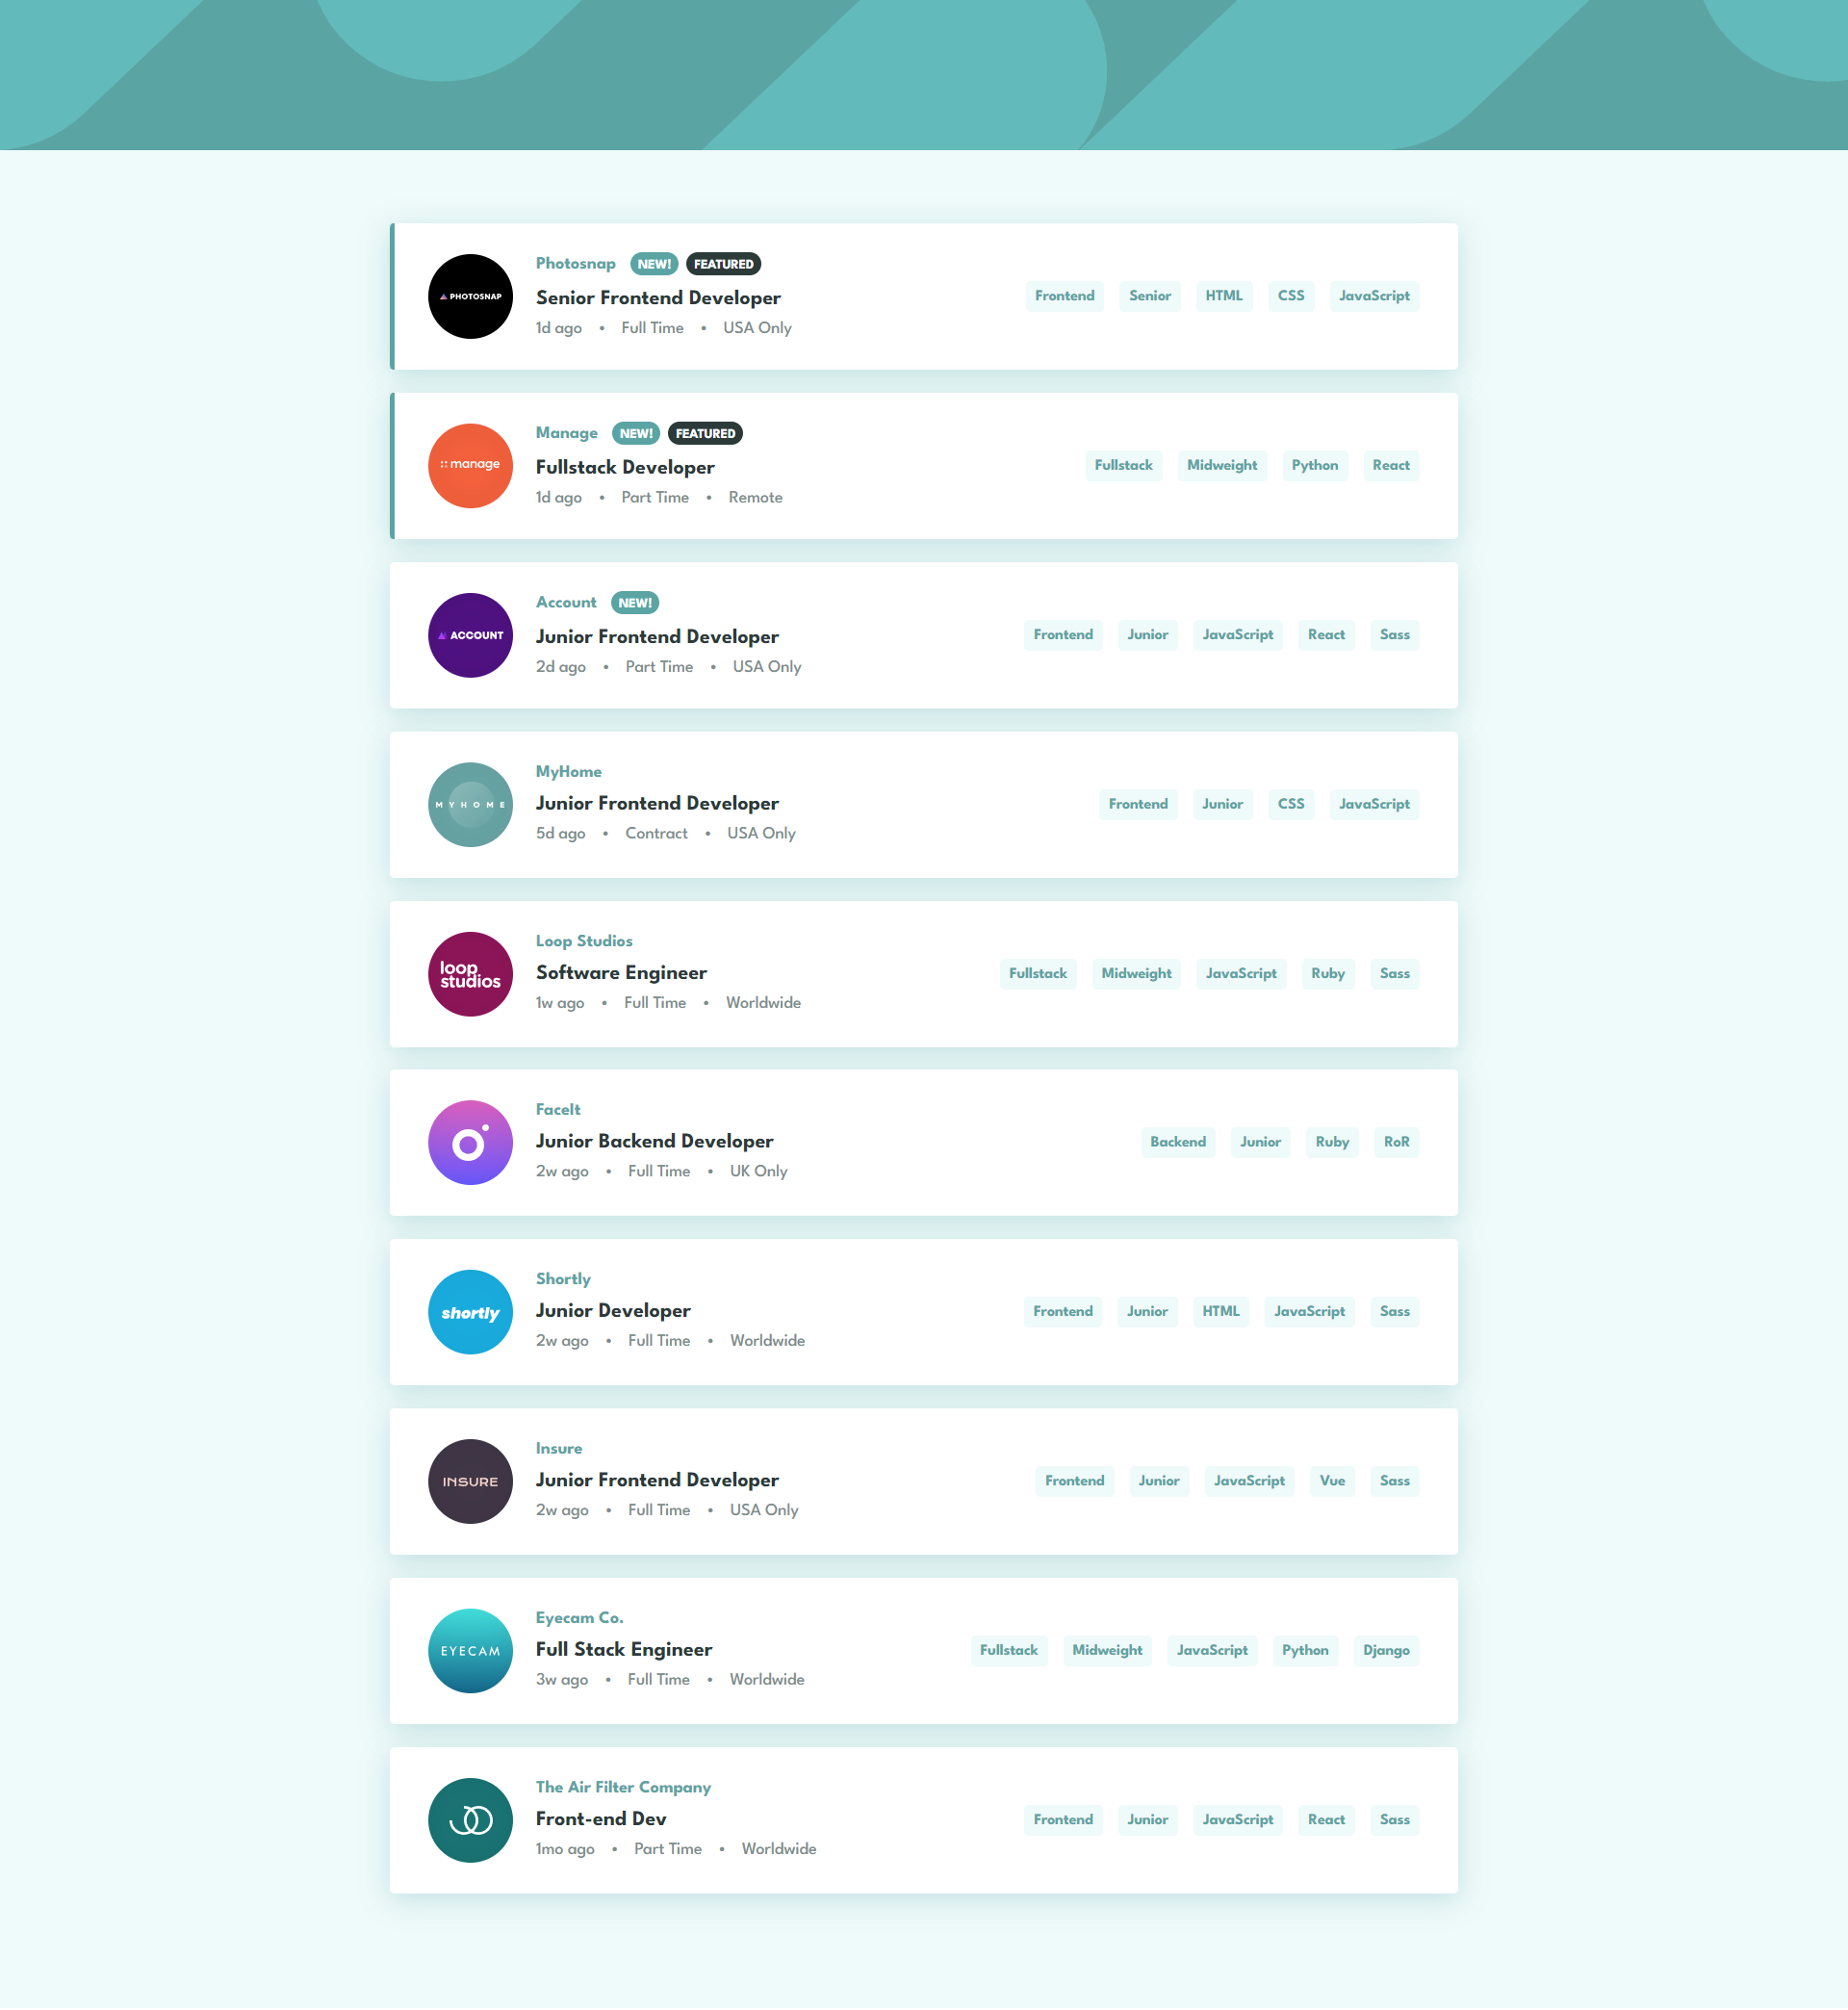 PHOTOSNAP
Photosnap NEW! FEATURED
Senior Frontend Developer
1d ago • Full Time • USA Only
Frontend Senior HTML CSS JavaScript
manage
Manage NEW! FEATURED
Fullstack Developer
1d ago • Part Time • Remote
Fullstack Midweight Python React
ACCOUNT
Account NEW!
Junior Frontend Developer
2d ago • Part Time • USA Only
Frontend Junior JavaScript React Sass
MYHOME
MyHome
Junior Frontend Developer
5d ago • Contract • USA Only
Frontend Junior CSS JavaScript
loop
studios
Loop Studios
Software Engineer
1w ago • Full Time • Worldwide
Fullstack Midweight JavaScript Ruby Sass
FaceIt
Junior Backend Developer
2w ago • Full Time • UK Only
Backend Junior Ruby RoR
shortly
Shortly
Junior Developer
2w ago • Full Time • Worldwide
Frontend Junior HTML JavaScript Sass
INSURE
Insure
Junior Frontend Developer
2w ago • Full Time • USA Only
Frontend Junior JavaScript Vue Sass
EYECAM
Eyecam Co.
Full Stack Engineer
3w ago • Full Time • Worldwide
Fullstack Midweight JavaScript Python Django
The Air Filter Company
Front-end Dev
1mo ago • Part Time • Worldwide
Frontend Junior JavaScript React Sass